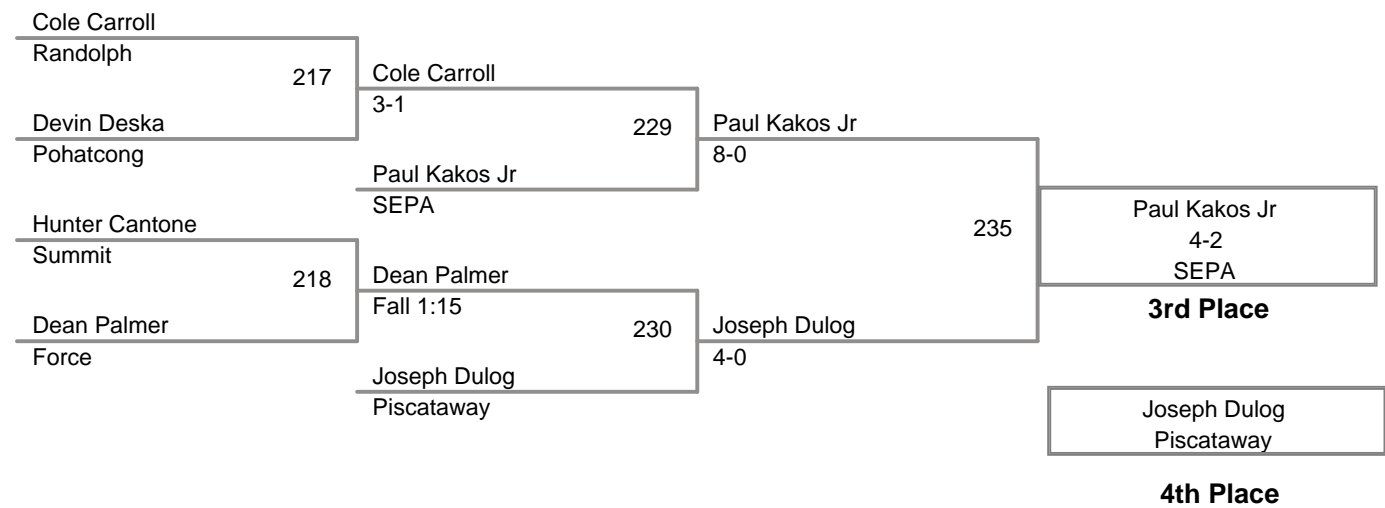 Cole Carroll
Randolph
217
Cole Carroll
3-1
Devin Deska
Pohatcong
229
Paul Kakos Jr
8-0
Paul Kakos Jr
SEPA
Hunter Cantone
Summit
235
Paul Kakos Jr
4-2
SEPA
3rd Place
218
Dean Palmer
Fall 1:15
Dean Palmer
Force
230
Joseph Dulog
4-0
Joseph Dulog
Piscataway
Joseph Dulog
Piscataway
4th Place